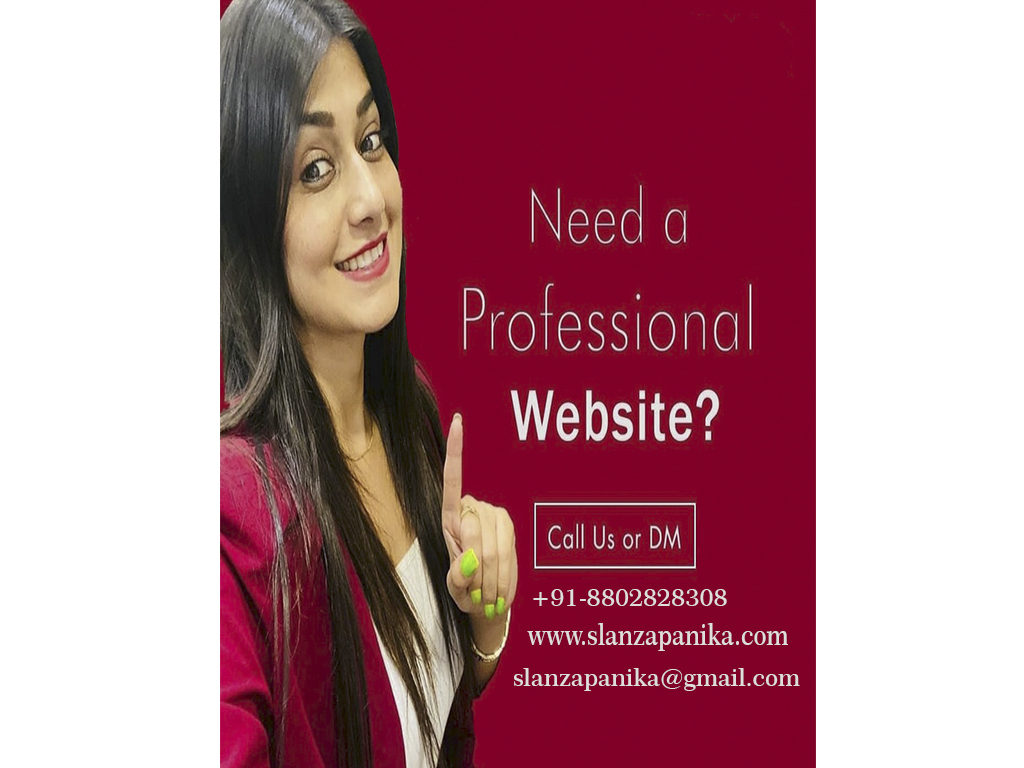 Need a
Professional
Website?
Call Us or DM
+91-8802828308
www.slanzapanika.com
slanzapanika@gmail.com